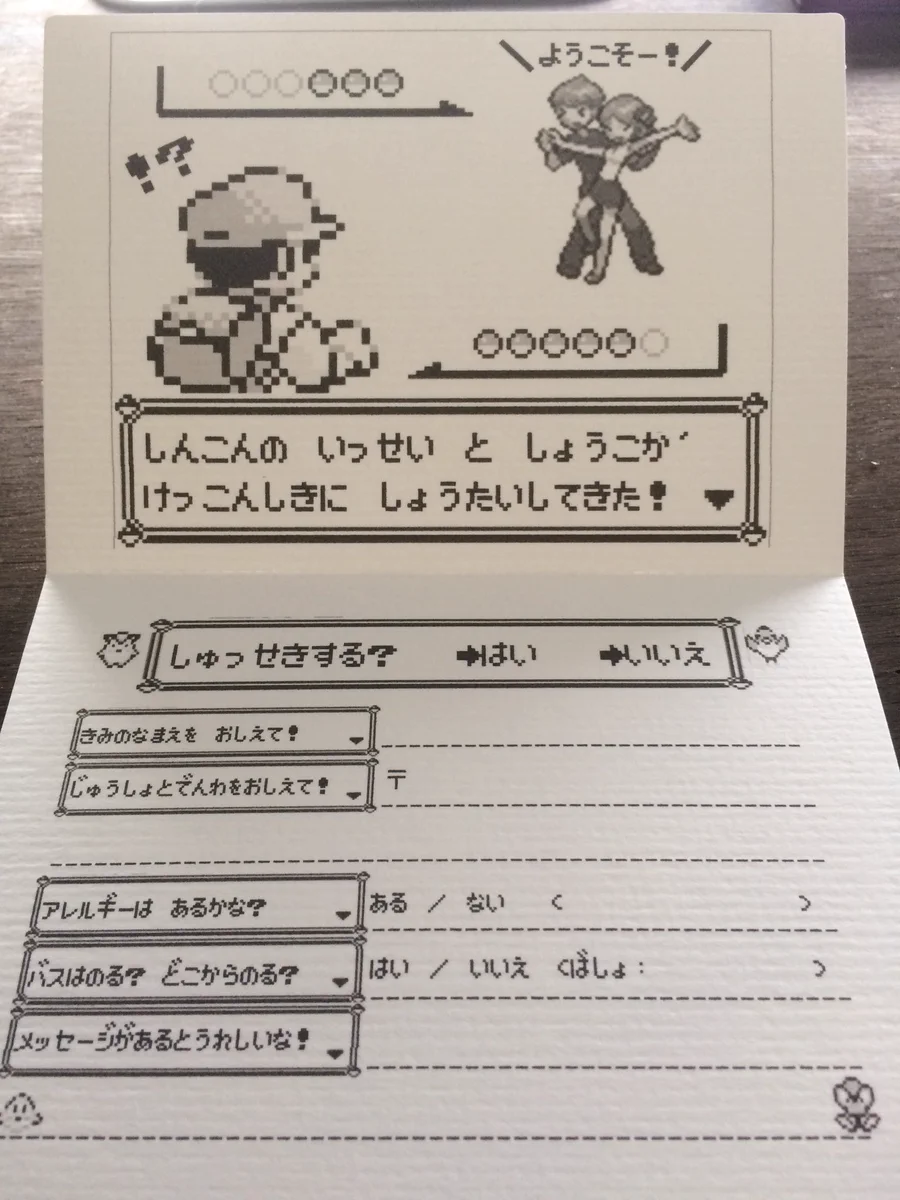 ＼ようこそー！／
！？
しんこんの いっせい と しょうこが
けっこんしきに しょうたいしてきた！ ▼
しゅっせきする？ ➡はい ➡いいえ
きみのなまえを おしえて！ ▼
じゅうしょとでんわをおしえて！ ▼ 〒
アレルギーは あるかな？ ▼ ある / ない （ ）
バスはのる？ どこからのる？ ▼ はい / いいえ （ばしょ： ）
メッセージがあるとうれしいな！ ▼